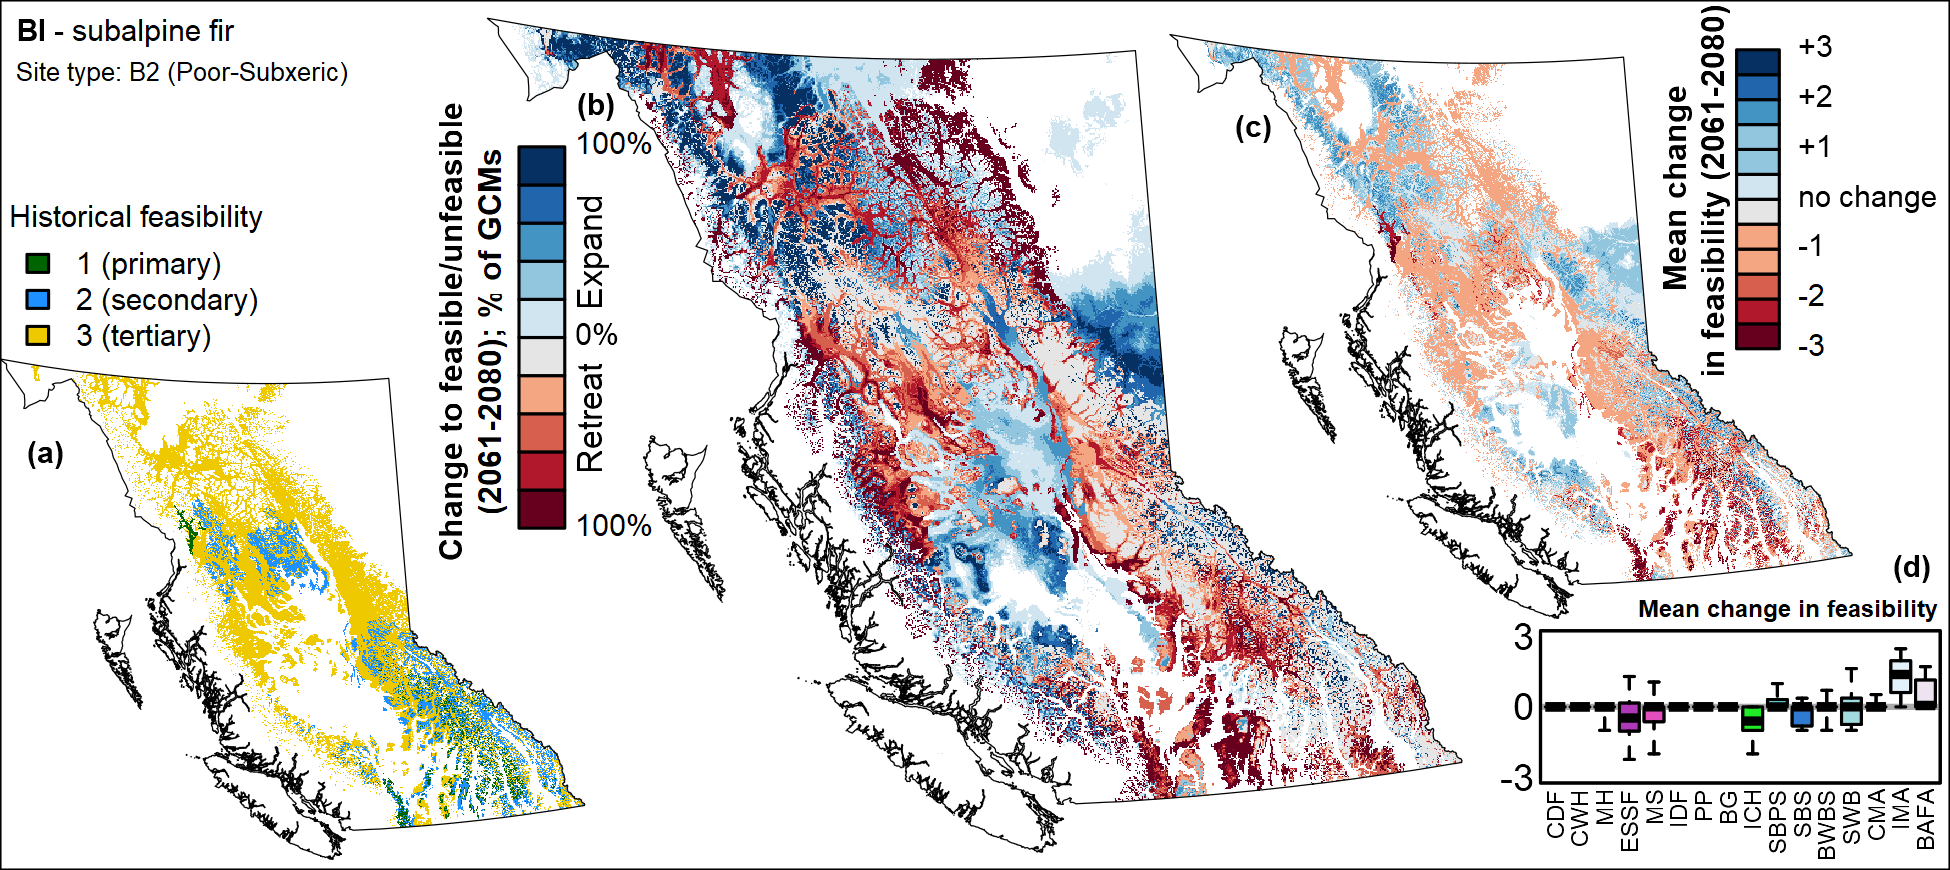 Bl - subalpine fir
Site type: B2 (Poor-Subxeric)
Historical feasibility
1 (primary)
2 (secondary)
3 (tertiary)
(a)
(b)
Change to feasible/unfeasible
(2061-2080); % of GCMs
100%
Expand
0%
Retreat
100%
(c)
Mean change
in feasibility (2061-2080)
+3
+2
+1
no change
-1
-2
-3
(d)
Mean change in feasibility
3
0
-3
CDF
CWH
MH
ESSF
MS
IDF
PP
BG
ICH
SBPS
SBS
BWBS
SWB
CMA
IMA
BAFA